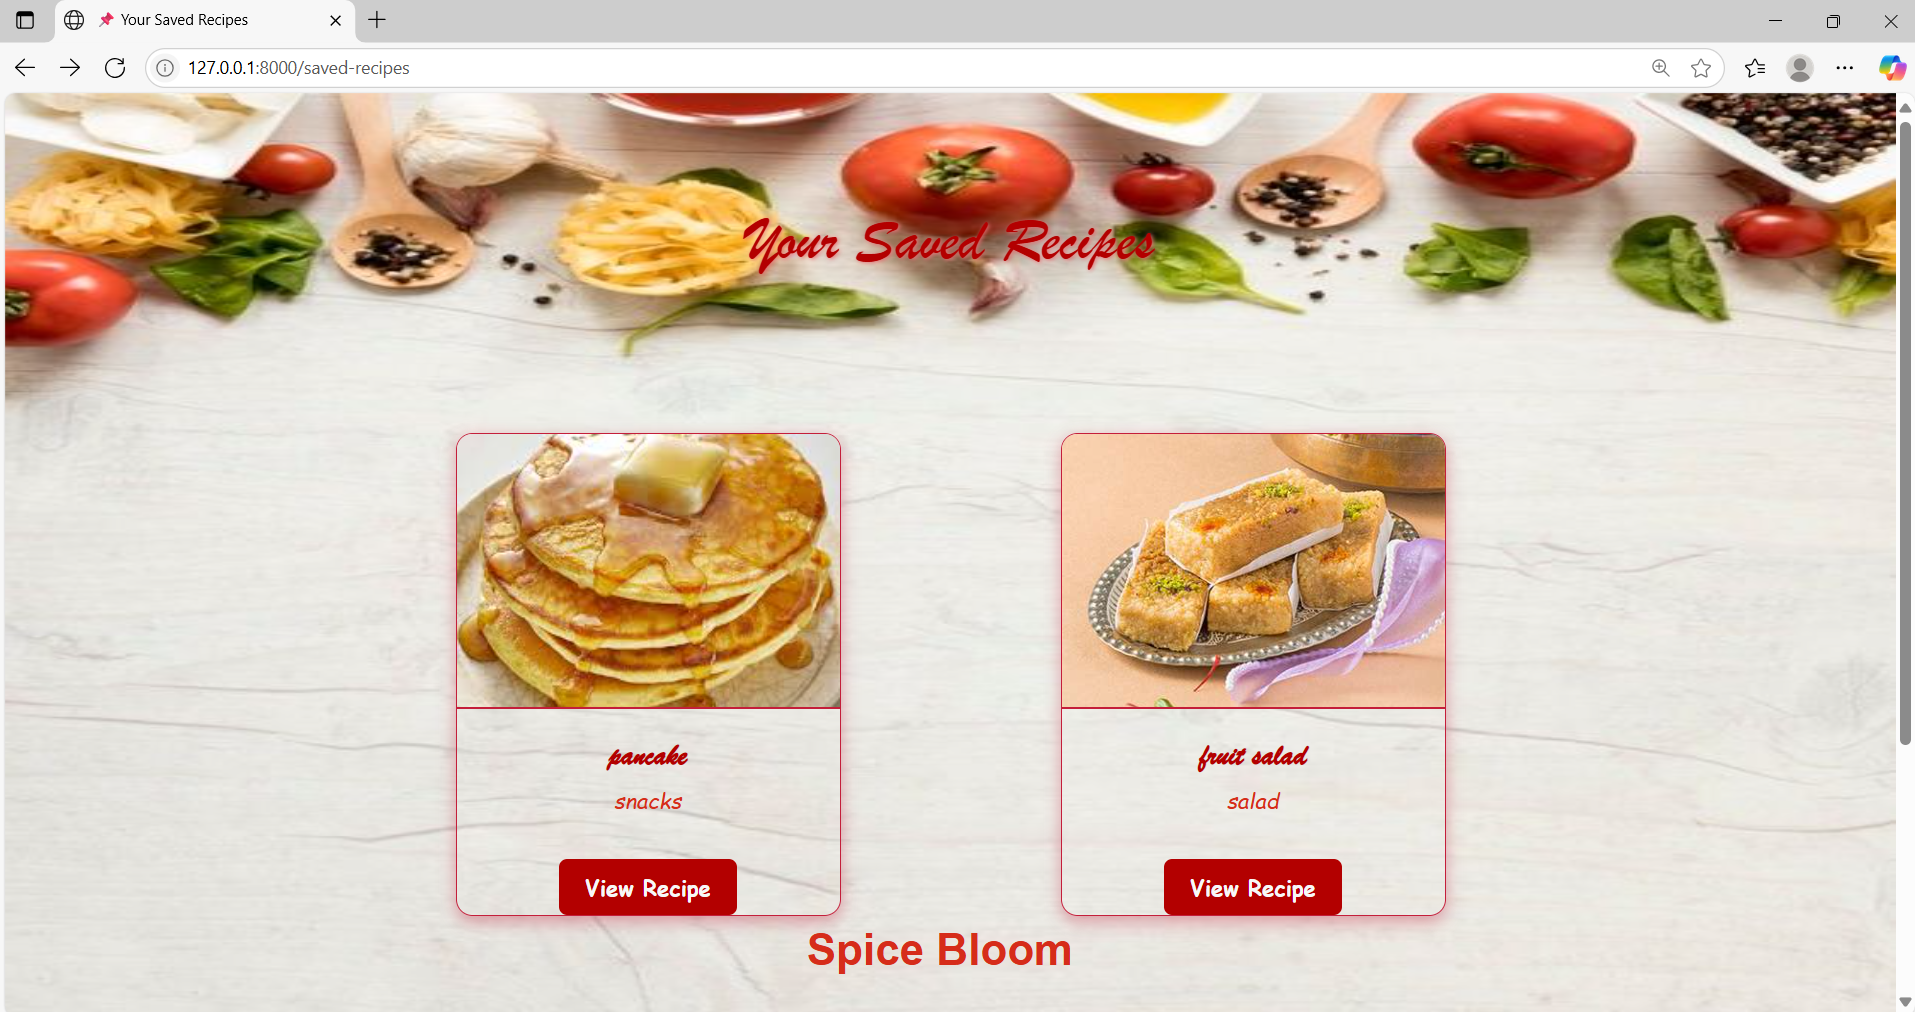 Your Saved Recipes
127.0.0.1:8000/saved-recipes
Your Saved Recipes
pancake
snacks
View Recipe
fruit salad
salad
View Recipe
Spice Bloom